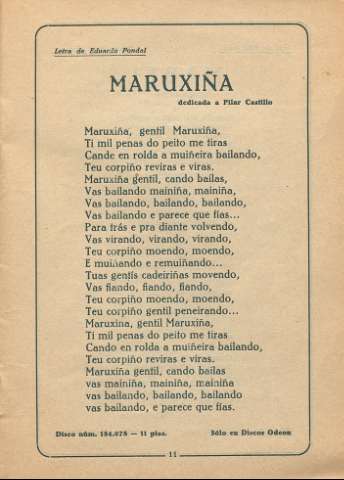 Letra de Eduardo Pondal
MARUXIÑA
dedicada a Pilar Castillo
Maruxiña, gentil Maruxiña,
Ti mil penas do peito me tiras
Cande en rolda a muiñeira bailando,
Teu corpiño reviras e viras.
Maruxiña gentil, cando bailas,
Vas bailando mainiña, mainiña,
Vas bailando, bailando, bailando,
Vas bailando e parece que fias...
Para trás e pra diante volvendo,
Vas virando, virando, virando,
Teu corpiño moendo, moendo,
E muiñando e remuiñando...
Tuas gentís cadeiriñas movendo,
Vas fiando, fiando, fiando,
Teu corpiño moendo, moendo,
Teu corpiño gentil peneirando...
Maruxina, gentil Maruxiña,
Ti mil penas do peito me tiras
Cando en rolda a muiñeira bailando,
Teu corpiño reviras e viras.
Maruxiña gentil, cando bailas
vas mainiña, mainiña, mainiña
vas bailando, bailando, bailando
vas bailando, e parece que fias.
Disco núm. 184.078 — 11 ptas. Sólo en Discos Odeon
11